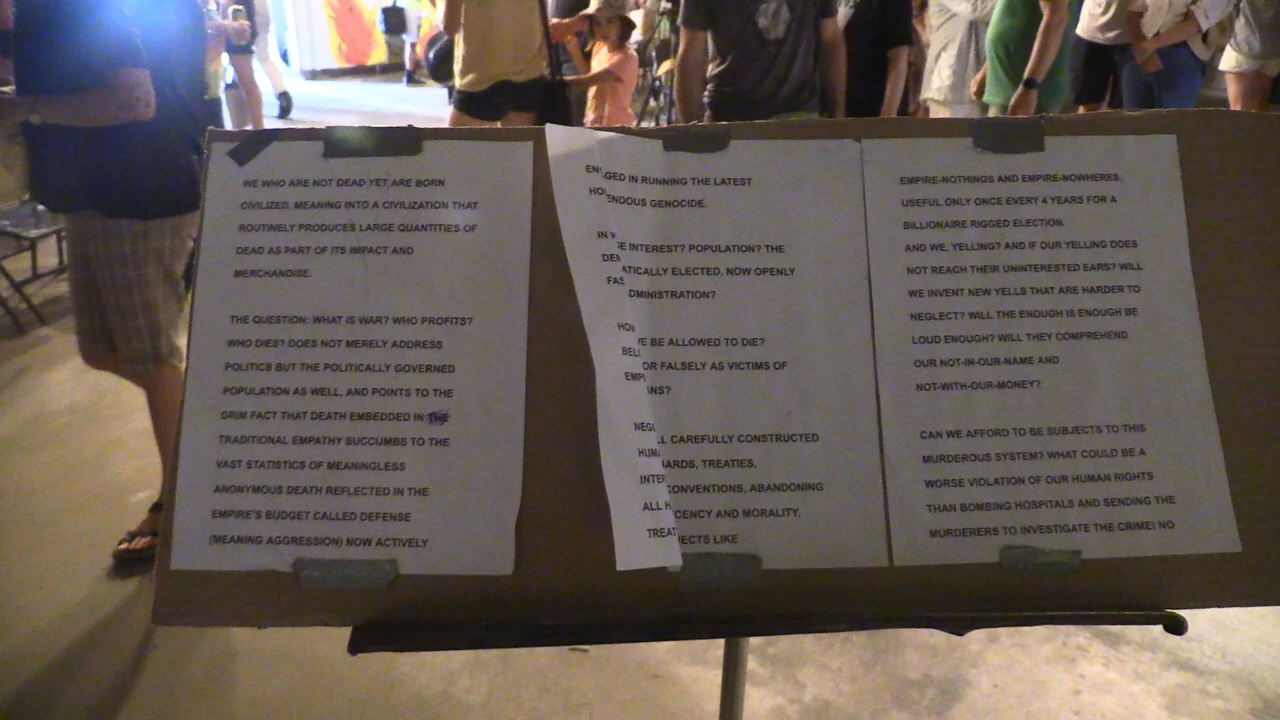 WE WHO ARE NOT DEAD YET ARE BORN
CIVILIZED, MEANING INTO A CIVILIZATION THAT
ROUTINELY PRODUCES LARGE QUANTITIES OF
DEAD AS PART OF ITS IMPACT AND
MERCHANDISE.
THE QUESTION: WHAT IS WAR? WHO PROFITS?
WHO DIES? DOES NOT MERELY ADDRESS
POLITICS BUT THE POLITICALLY GOVERNED
POPULATION AS WELL, AND POINTS TO THE
GRIM FACT THAT DEATH EMBEDDED IN
TRADITIONAL EMPATHY SUCCUMBS TO THE
VAST STATISTICS OF MEANINGLESS
ANONYMOUS DEATH REFLECTED IN THE
EMPIRE'S BUDGET CALLED DEFENSE
(MEANING AGGRESSION) NOW ACTIVELY
IN RUNNING THE LATEST
GENOCIDE.
IN
INTEREST? POPULATION? THE
ELECTED, NOW OPENLY
BE ALLOWED TO DIE?
OR FALSELY AS VICTIMS OF
CAREFULLY CONSTRUCTED
TREATIES,
CONVENTIONS, ABANDONING
ALL
AND MORALITY,
LIKE
EMPIRE-NOTHINGS AND EMPIRE-NOWHERES.
USEFUL ONLY ONCE EVERY 4 YEARS FOR A
BILLIONAIRE RIGGED ELECTION.
AND WE, YELLING? AND IF OUR YELLING DOES
NOT REACH THEIR UNINTERESTED EARS? WILL
WE INVENT NEW YELLS THAT ARE HARDER TO
NEGLECT? WILL THE ENOUGH IS ENOUGH BE
LOUD ENOUGH? WILL THEY COMPREHEND
OUR NOT-IN-OUR-NAME AND
NOT-WITH-OUR-MONEY?
CAN WE AFFORD TO BE SUBJECTS TO THIS
MURDEROUS SYSTEM? WHAT COULD BE A
WORSE VIOLATION OF OUR HUMAN RIGHTS
THAN BOMBING HOSPITALS AND SENDING THE
MURDERERS TO INVESTIGATE THE CRIME! NO